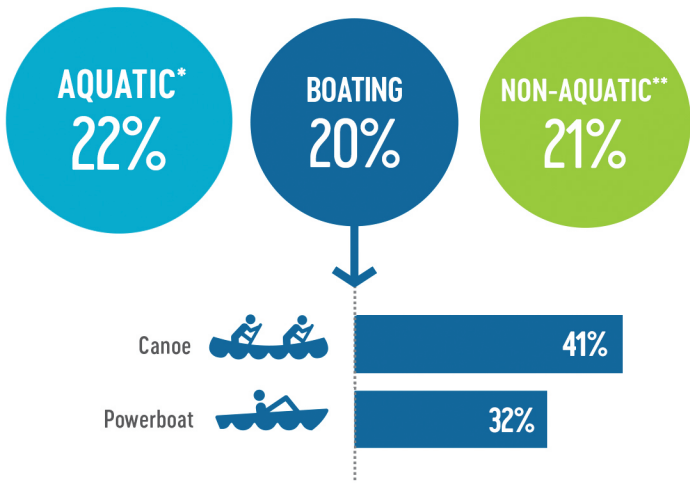 AQUATIC*
22%
BOATING
20%
NON-AQUATIC**
21%
Canoe
41%
Powerboat
32%